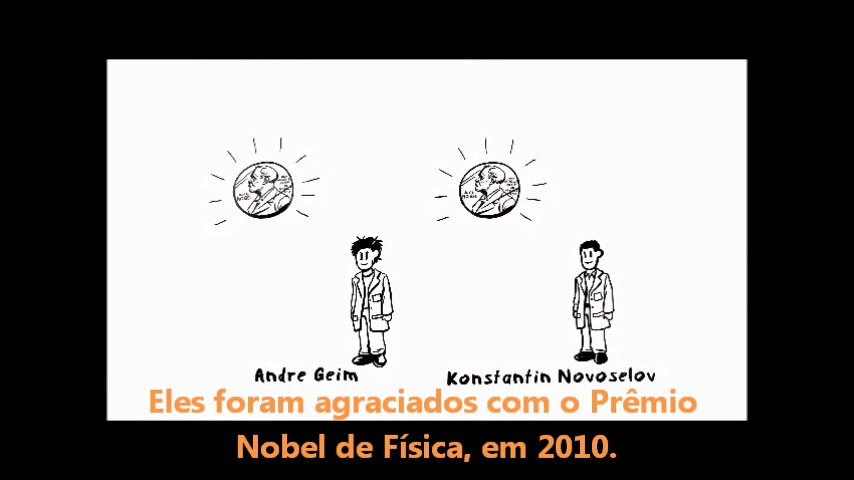 Andre Geim
Konstantin Novoselov
Eles foram agraciados com o Prêmio
Nobel de Física, em 2010.